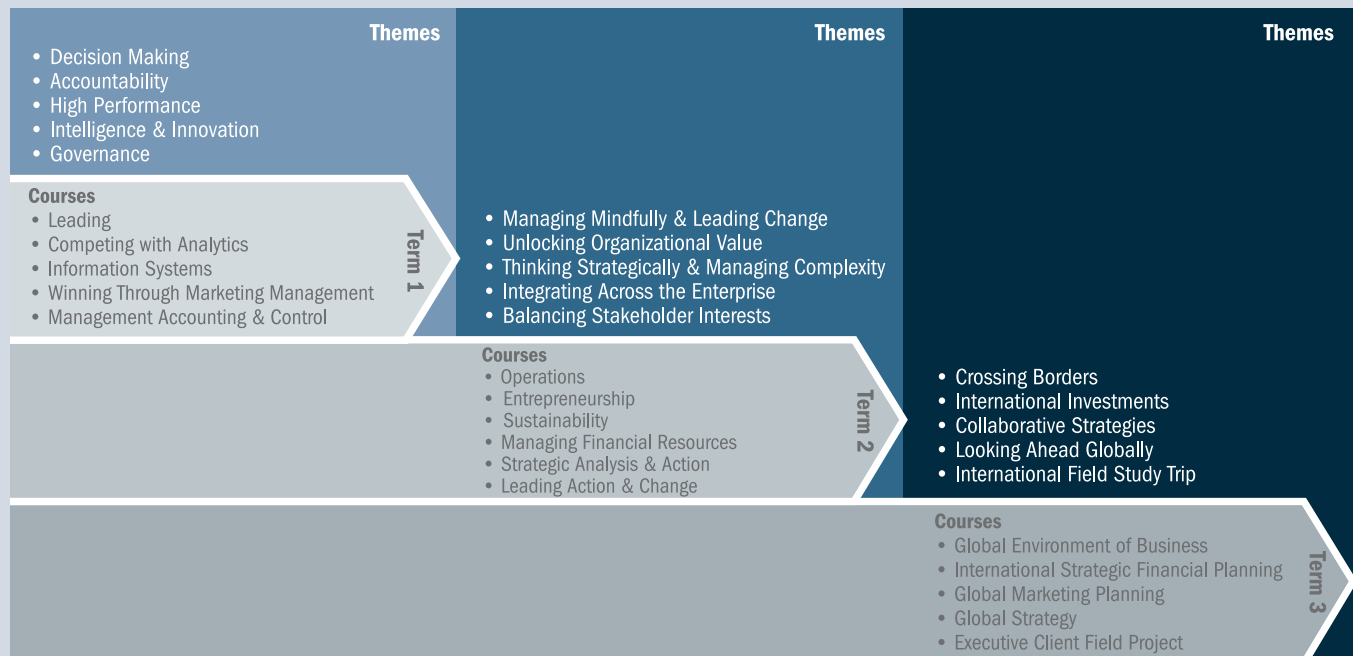 Themes
• Decision Making
• Accountability
• High Performance
• Intelligence & Innovation
• Governance
Courses
• Leading
• Competing with Analytics
• Information Systems
• Winning Through Marketing Management
• Management Accounting & Control
Term 1
Themes
• Managing Mindfully & Leading Change
• Unlocking Organizational Value
• Thinking Strategically & Managing Complexity
• Integrating Across the Enterprise
• Balancing Stakeholder Interests
Courses
• Operations
• Entrepreneurship
• Sustainability
• Managing Financial Resources
• Strategic Analysis & Action
• Leading Action & Change
Term 2
Themes
• Crossing Borders
• International Investments
• Collaborative Strategies
• Looking Ahead Globally
• International Field Study Trip
Courses
• Global Environment of Business
• International Strategic Financial Planning
• Global Marketing Planning
• Global Strategy
• Executive Client Field Project
Term 3